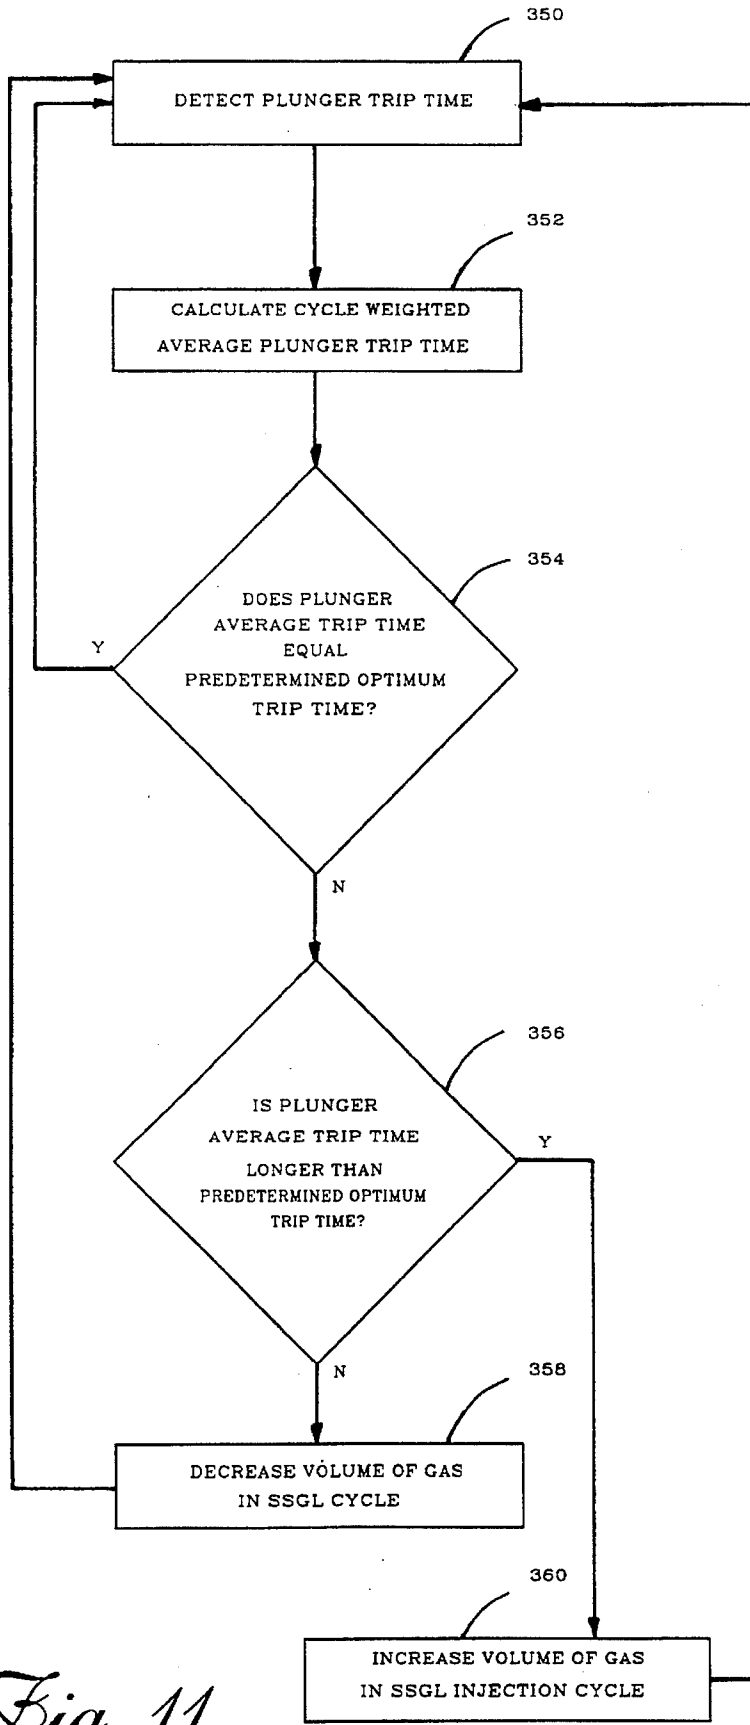 350
DETECT PLUNGER TRIP TIME
352
CALCULATE CYCLE WEIGHTED
AVERAGE PLUNGER TRIP TIME
354
DOES PLUNGER
AVERAGE TRIP TIME
EQUAL
PREDETERMINED OPTIMUM
TRIP TIME?
Y
N
356
IS PLUNGER
AVERAGE TRIP TIME
LONGER THAN
PREDETERMINED OPTIMUM
TRIP TIME?
Y
N
358
DECREASE VOLUME OF GAS
IN SSGL CYCLE
360
INCREASE VOLUME OF GAS
IN SSGL INJECTION CYCLE
Fig. 11